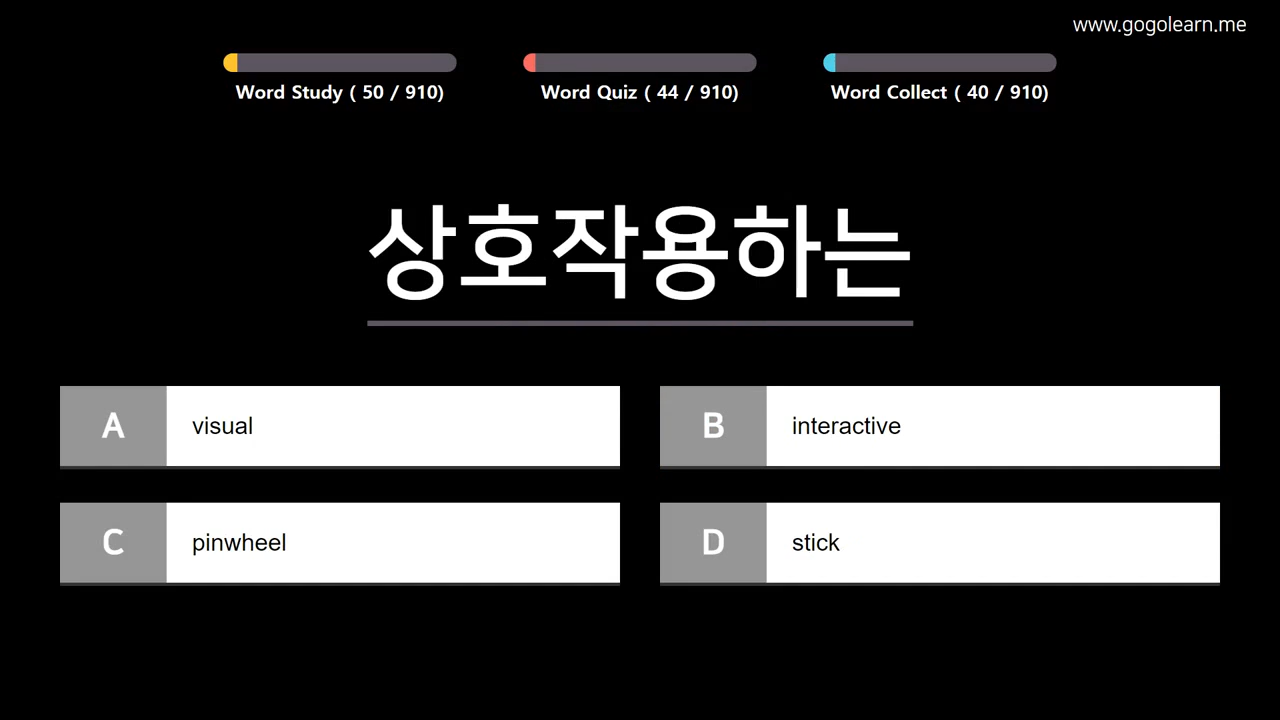 www.gogolearn.me
Word Study ( 50 / 910)
Word Quiz ( 44 / 910)
Word Collect ( 40 / 910)
상호작용하는
A visual
B interactive
C pinwheel
D stick